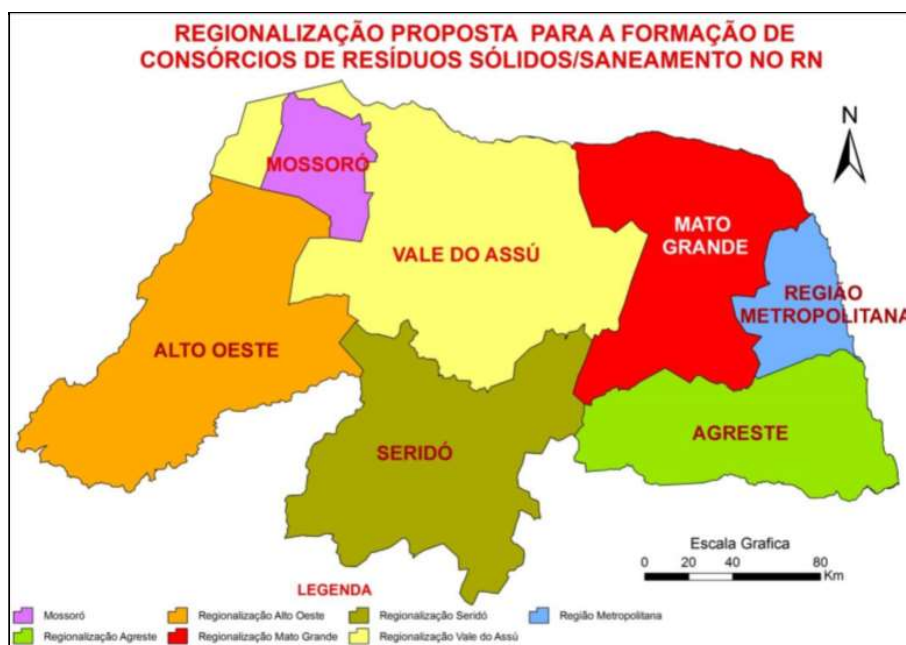 REGIONALIZAÇÃO PROPOSTA PARA A FORMAÇÃO DE
CONSÓRCIOS DE RESÍDUOS SÓLIDOS/SANEAMENTO NO RN
N
MOSSORÓ
MATO
GRANDE
VALE DO ASSÚ
REGIÃO
METROPOLITANA
ALTO OESTE
AGRESTE
SERIDÓ
Escala Grafica
0 20 40 80
Km
LEGENDA
Mossoró
Regionalização Alto Oeste
Regionalização Seridó
Região Metropolitana
Regionalização Agreste
Regionalização Mato Grande
Regionalização Vale do Assú